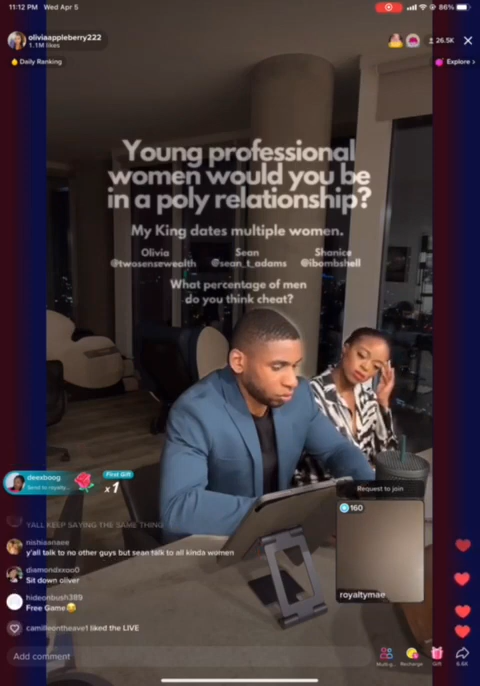 11:12 PM Wed Apr 5
86%
oliviaappleberry222
1.1M likes
26.5K
Daily Ranking
Explore >
Young professional
women would you be
in a poly relationship?
My King dates multiple women.
Olivia Sean Shanice
@twosensewealth @sean_t_adams @ibombshell
What percentage of men
do you think cheat?
deexboog
Send to royalty...
First Gift
x1
Request to join
160
royaltymae
YALL KEEP SAYING THE SAME THING
nishiaanaee
y'all talk to no other guys but sean talk to all kinda women
diamondxxoo0
Sit down oliver
hideonbush389
Free Game😂
camilleontheave1 liked the LIVE
Add comment
Multi-g...
Recharge
Gift
6.6K